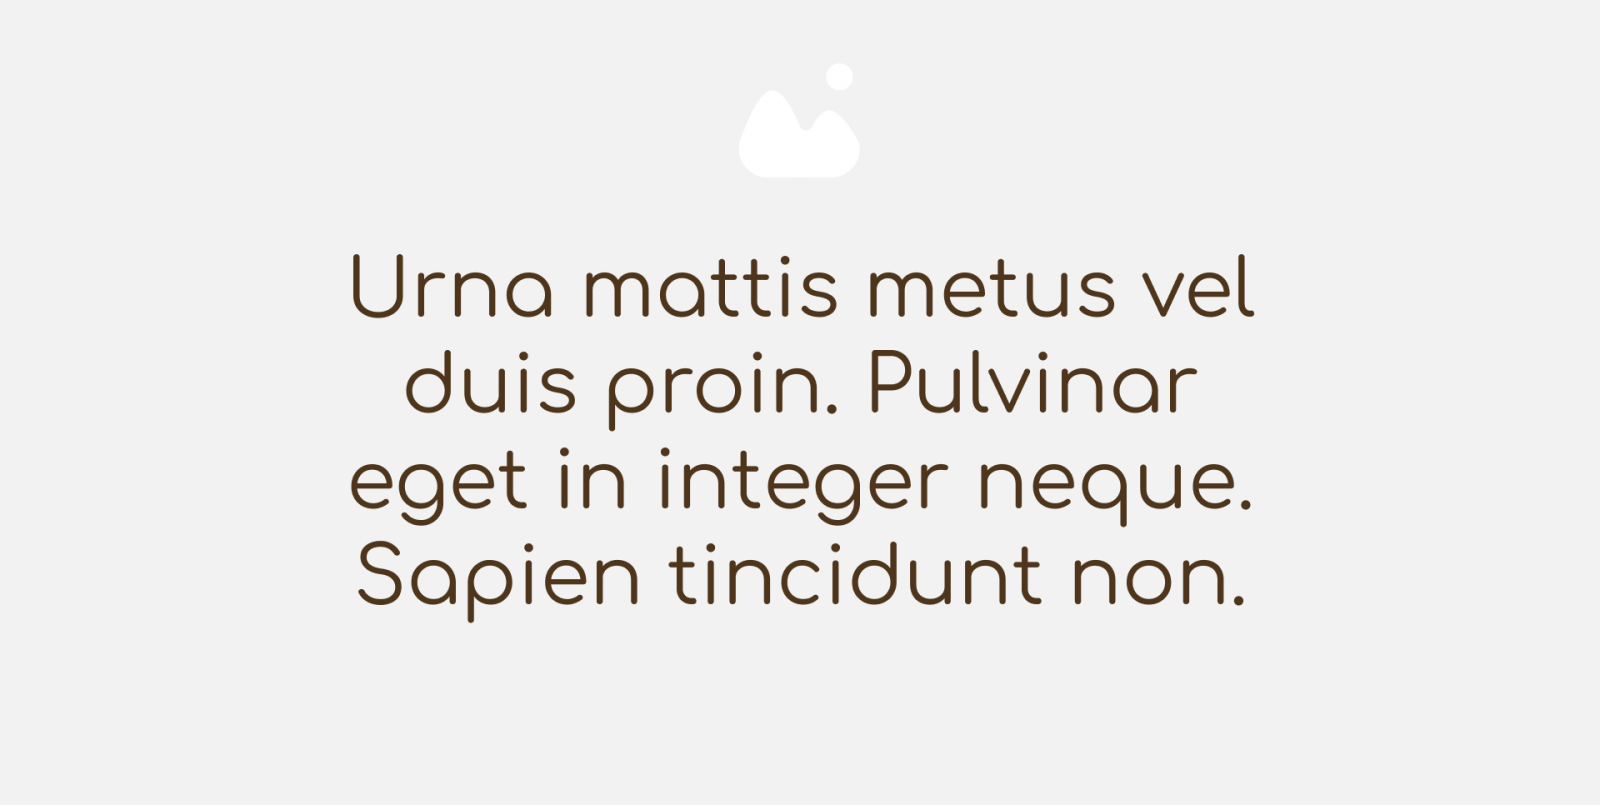 Urna mattis metus vel
duis proin. Pulvinar
eget in integer neque.
Sapien tincidunt non.